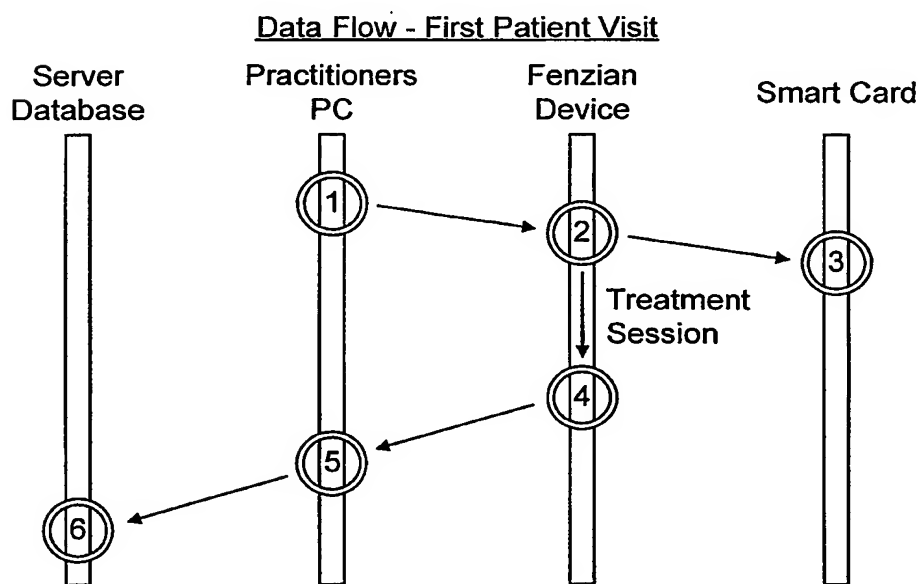 Data Flow - First Patient Visit
Server
Database
Practitioners
PC
Fenzian
Device
Smart Card
1
2
3
Treatment
Session
4
5
6